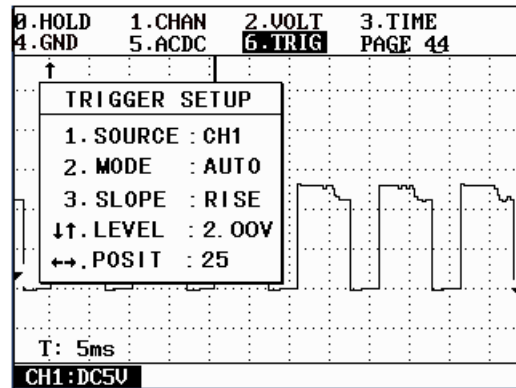 0.HOLD 1.CHAN 2.VOLT 3.TIME
4.GND 5.ACDC 6.TRIG PAGE 44
TRIGGER SETUP
1.SOURCE : CH1
2.MODE : AUTO
3.SLOPE : RISE
↓↑.LEVEL : 2.00V
←→.POSIT : 25
T: 5ms
CH1:DC5V